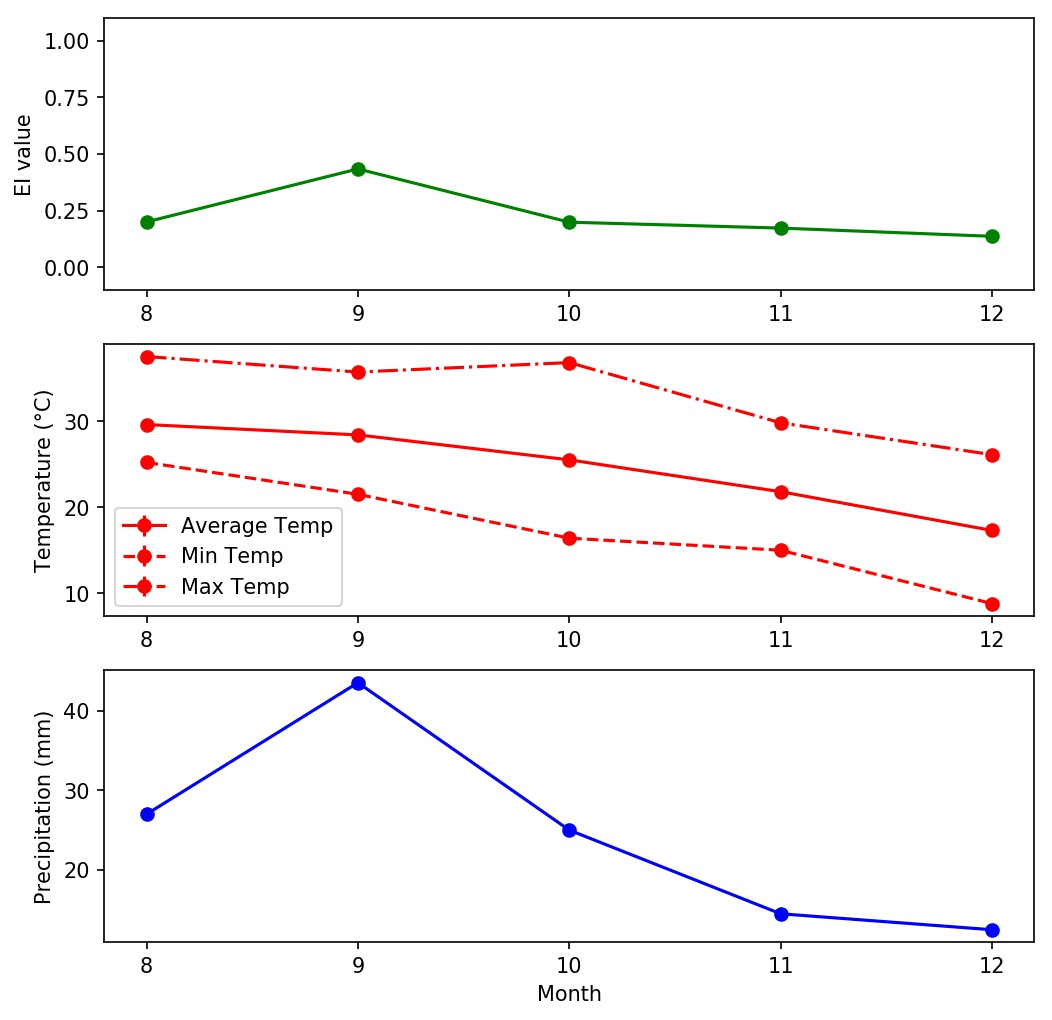 1.00
0.75
0.50
0.25
0.00
EI value
8 9 10 11 12
30
20
10
Temperature (°C)
Average Temp
Min Temp
Max Temp
8 9 10 11 12
40
30
20
Precipitation (mm)
8 9 10 11 12
Month